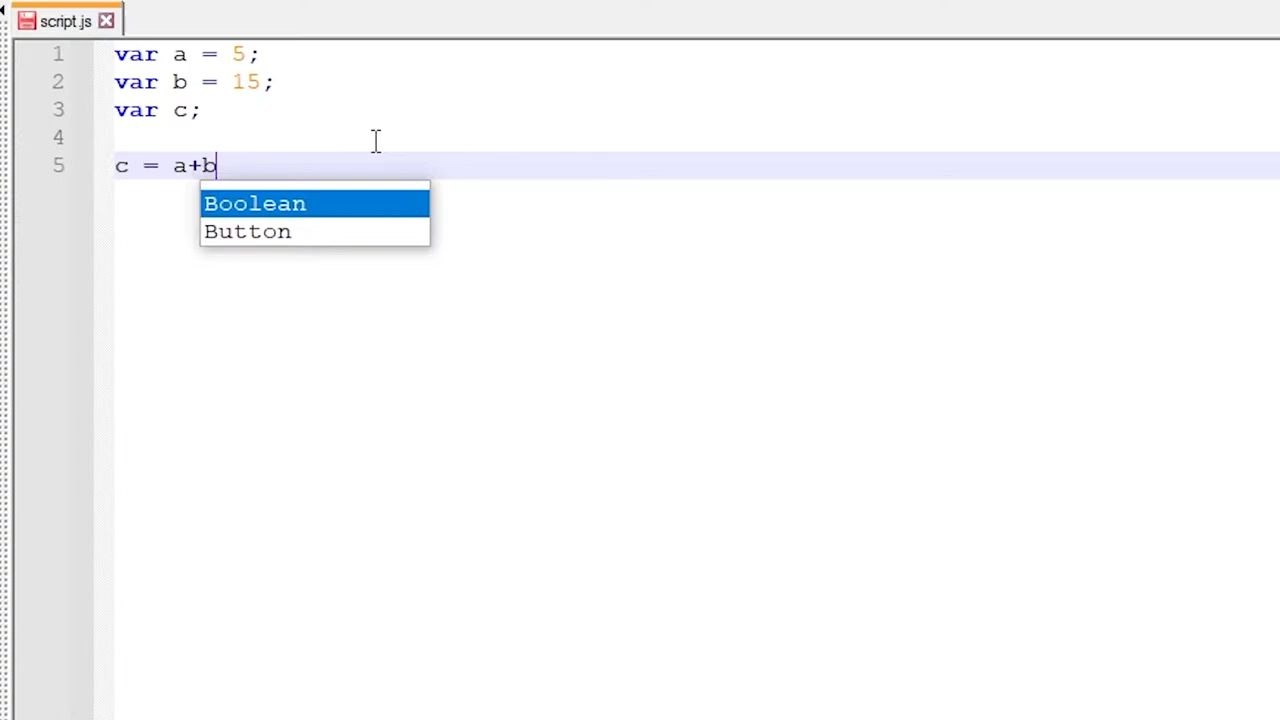 script.js
1 var a = 5;
2 var b = 15;
3 var c;
4
5 c = a+b
Boolean
Button